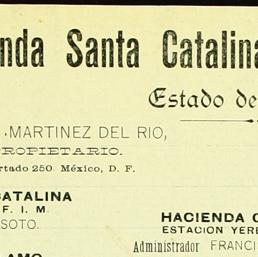 nda Santa Catalina
Estado de
MARTINEZ DEL RIO,
ROPIETARIO.
rtado 250. México, D. F.
CATALINA
F. I. M.
SOTO.
HACIENDA
ESTACION YERE
Administrador FRANCI